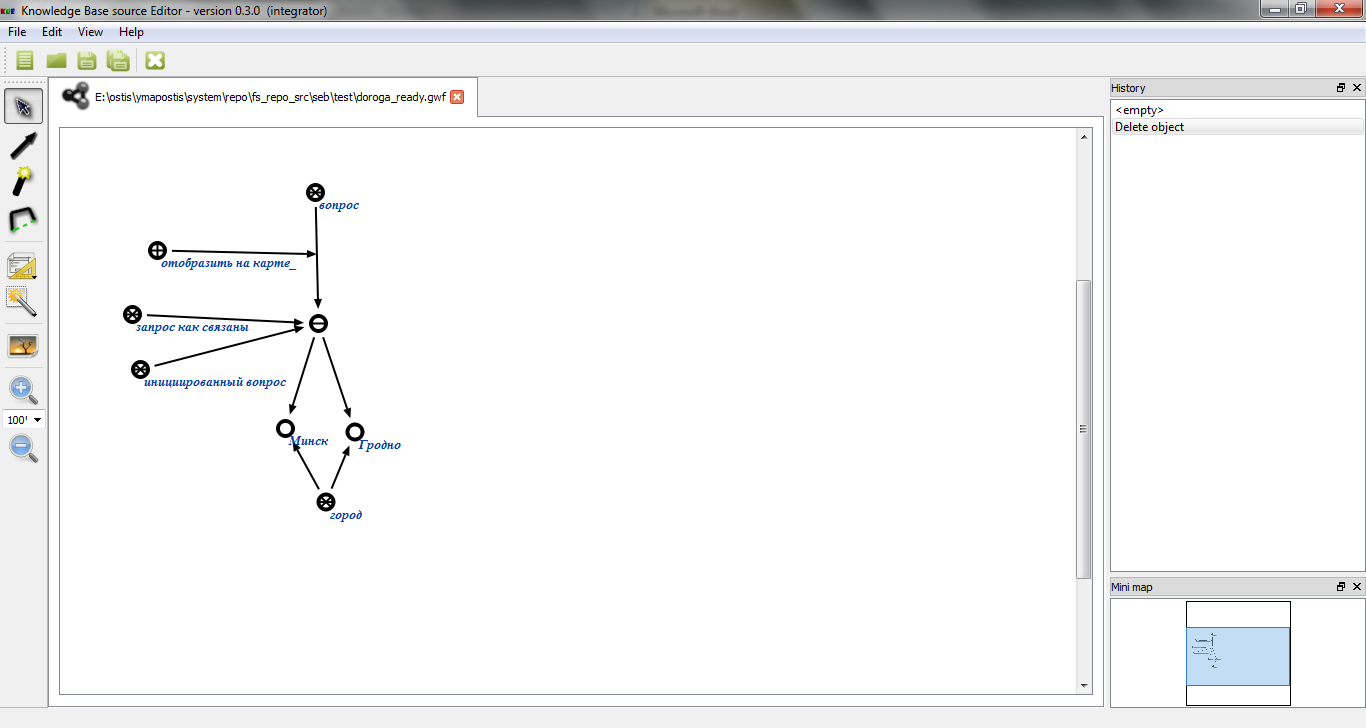 KBE Knowledge Base source Editor - version 0.3.0 (integrator)
File Edit View Help
E:\ostis\ymapostis\system\repo\fs_repo_src\seb\test\doroga_ready.gwf
вопрос
отобразить на карте_
запрос как связаны
инициированный вопрос
Минск
Гродно
город
100'
History
<empty>
Delete object
Mini map